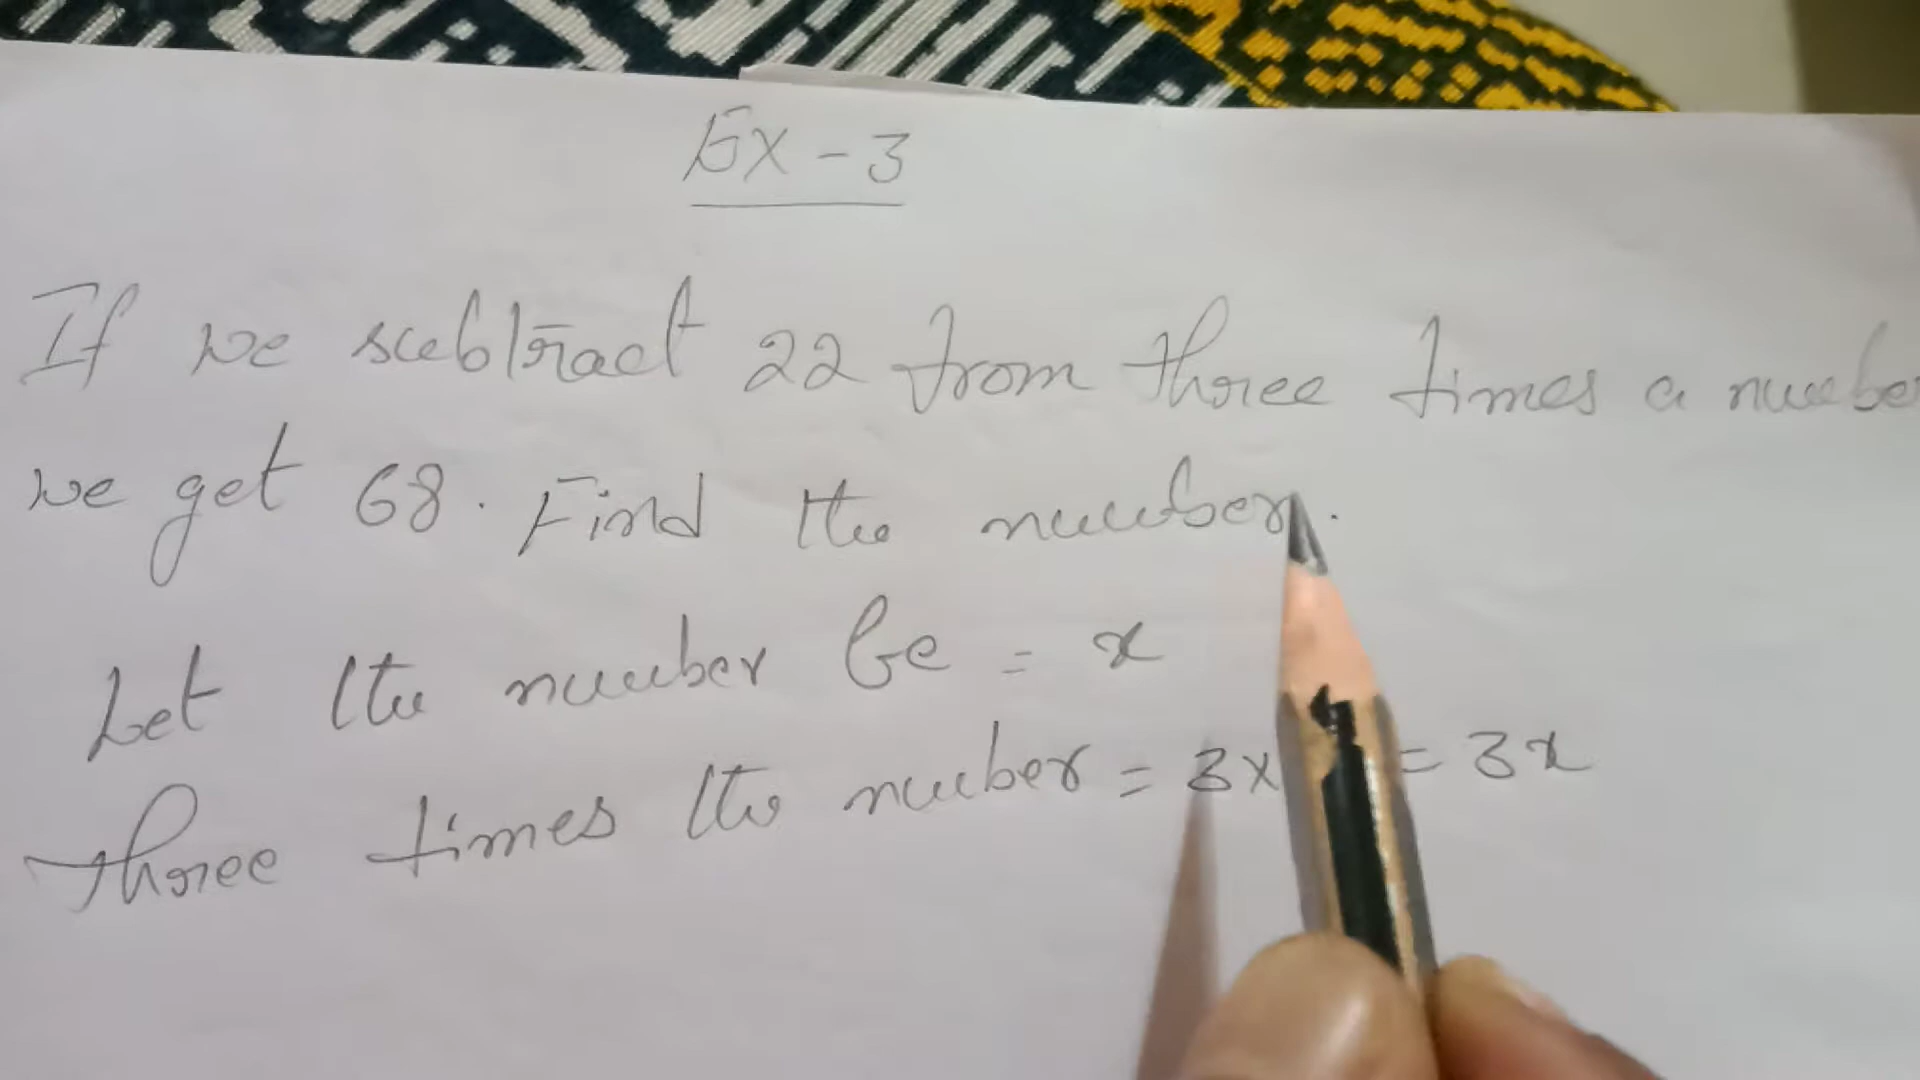 Ex - 3
If we subtract 22 from three times a number
we get 68. Find the number.
Let the number be = x
Three times the number = 3x = 3x